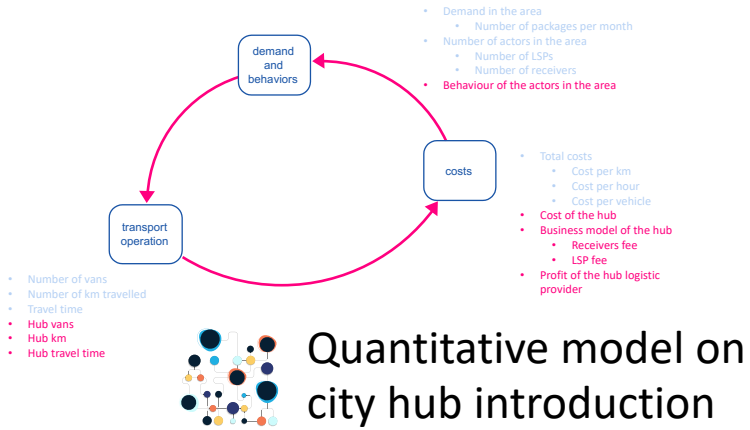 • Demand in the area
• Number of packages per month
• Number of actors in the area
• Number of LSPs
• Number of receivers
• Behaviour of the actors in the area
demand
and
behaviors
costs
• Total costs
• Cost per km
• Cost per hour
• Cost per vehicle
• Cost of the hub
• Business model of the hub
• Receivers fee
• LSP fee
• Profit of the hub logistic
provider
transport
operation
• Number of vans
• Number of km travelled
• Travel time
• Hub vans
• Hub km
• Hub travel time
Quantitative model on
city hub introduction